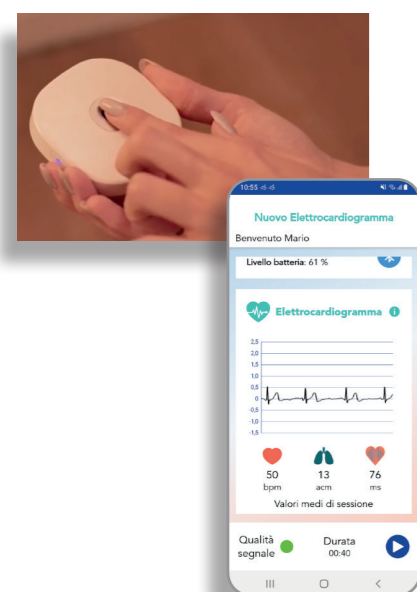 10:55
Nuovo Elettrocardiogramma
Benvenuto Mario
Livello batteria: 61 %
Elettrocardiogramma
2,5
2,0
1,5
1,0
0,5
0
-0,5
-1,0
-1,5
50 13 76
bpm acm ms
Valori medi di sessione
Qualità segnale
Durata
00:40